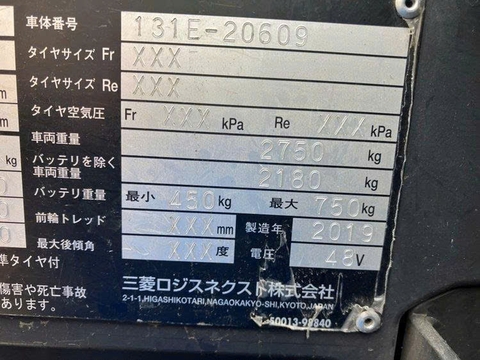 車体番号 131E-20609
タイヤサイズ Fr XXX
タイヤサイズ Re XXX
m タイヤ空気圧 Fr XXX kPa Re XXX kPa
車両重量 2750
kg バッテリを除く車両重量 2180 kg
バッテリ重量 最小 450 kg 最大 750 kg
前輪トレッド XXX mm 製造年 2019
最大後傾角 XXX 度 電圧 48 V
準タイヤ付
三菱ロジスネクスト株式会社
傷害や死亡事故
2-1-1,HIGASHIKOTARI,NAGAOKAKYO-SHI,KYOTO,JAPAN
50013-98840